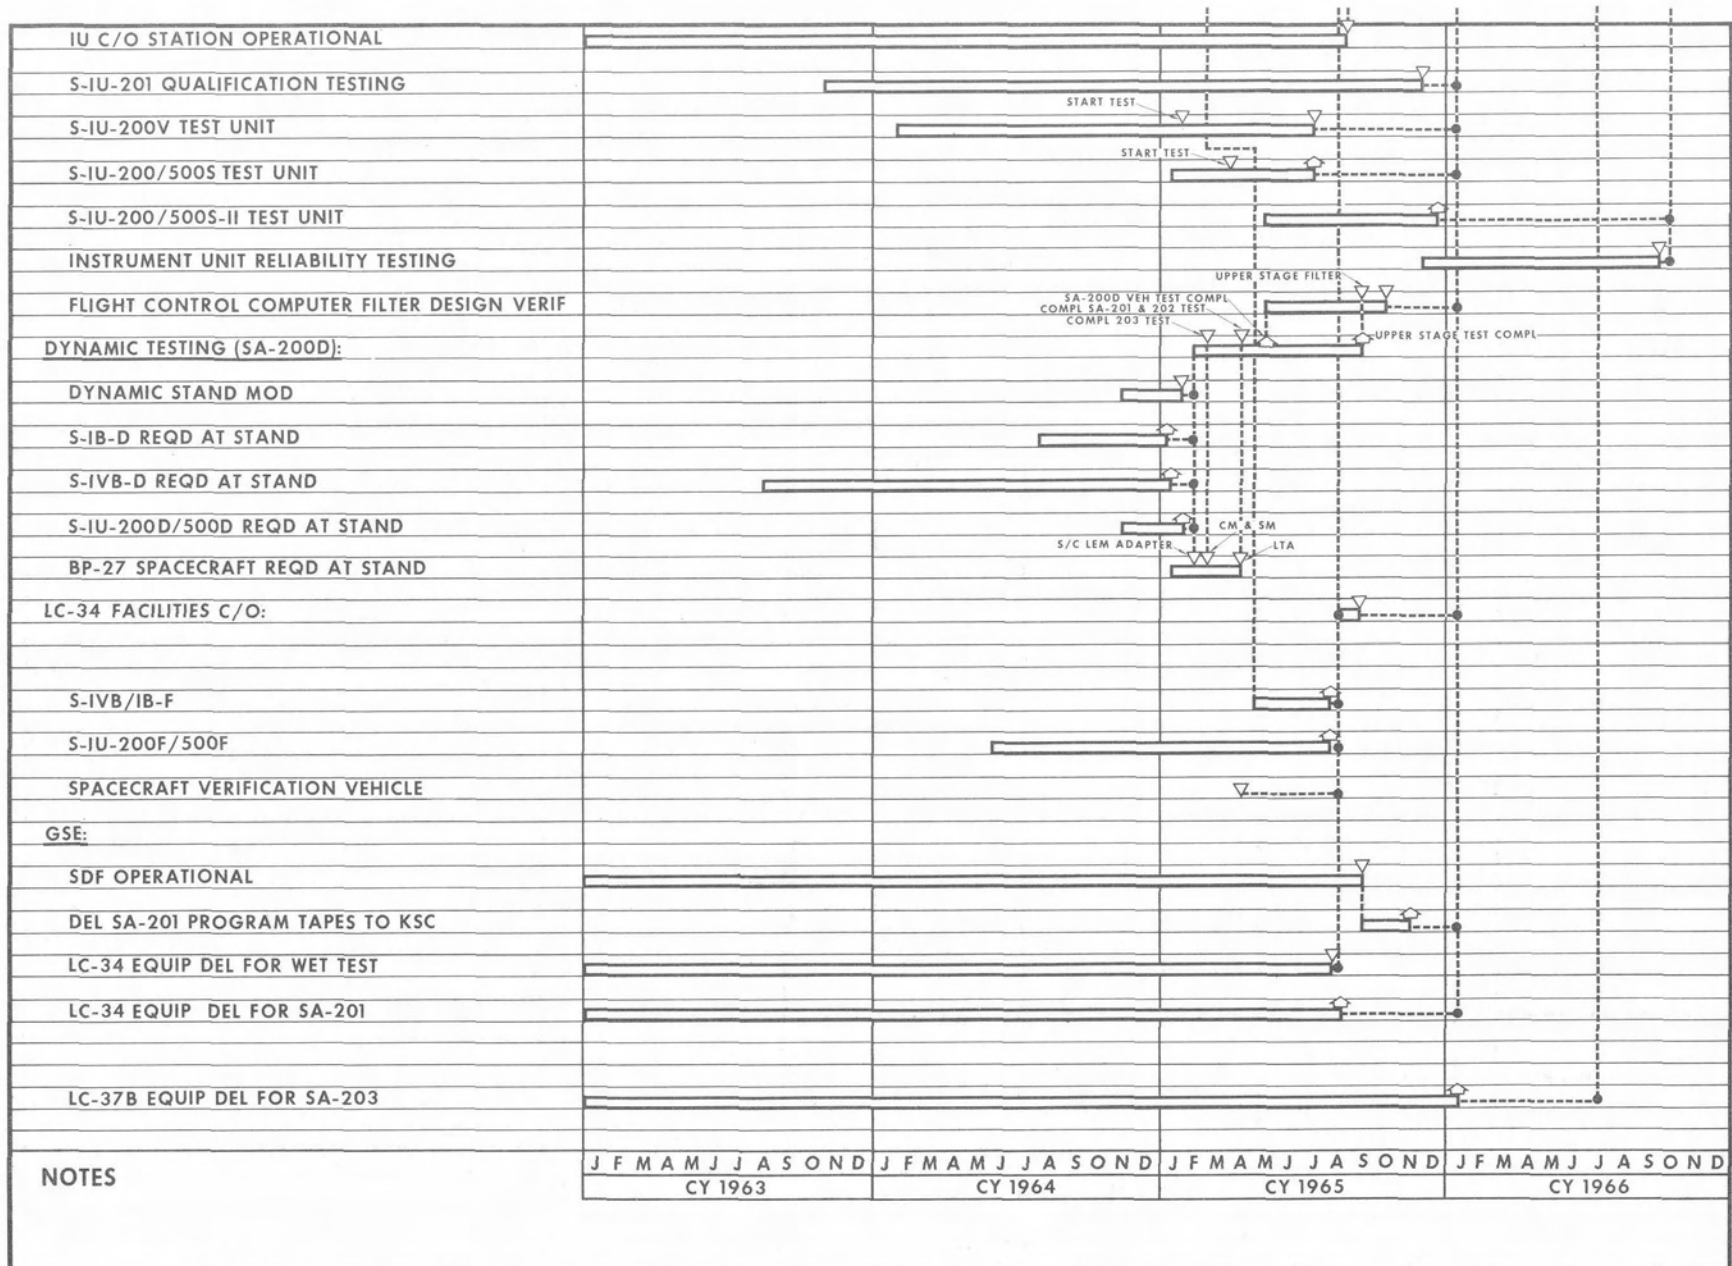 IU C/O STATION OPERATIONAL
S-IU-201 QUALIFICATION TESTING
START TEST
S-IU-200V TEST UNIT
START TEST
S-IU-200/500S TEST UNIT
S-IU-200/500S-II TEST UNIT
INSTRUMENT UNIT RELIABILITY TESTING
UPPER STAGE FILTER
FLIGHT CONTROL COMPUTER FILTER DESIGN VERIF
SA-200D VEH TEST COMPL
COMPL SA-201 & 202 TEST
COMPL 203 TEST
UPPER STAGE TEST COMPL
DYNAMIC TESTING (SA-200D):
DYNAMIC STAND MOD
S-IB-D REQD AT STAND
S-IVB-D REQD AT STAND
S-IU-200D/500D REQD AT STAND
CM & SM
S/C LEM ADAPTER
LTA
BP-27 SPACECRAFT REQD AT STAND
LC-34 FACILITIES C/O:
S-IVB/IB-F
S-IU-200F/500F
SPACECRAFT VERIFICATION VEHICLE
GSE:
SDF OPERATIONAL
DEL SA-201 PROGRAM TAPES TO KSC
LC-34 EQUIP DEL FOR WET TEST
LC-34 EQUIP DEL FOR SA-201
LC-37B EQUIP DEL FOR SA-203
NOTES
J F M A M J J A S O N D J F M A M J J A S O N D J F M A M J J A S O N D J F M A M J J A S O N D
CY 1963 CY 1964 CY 1965 CY 1966